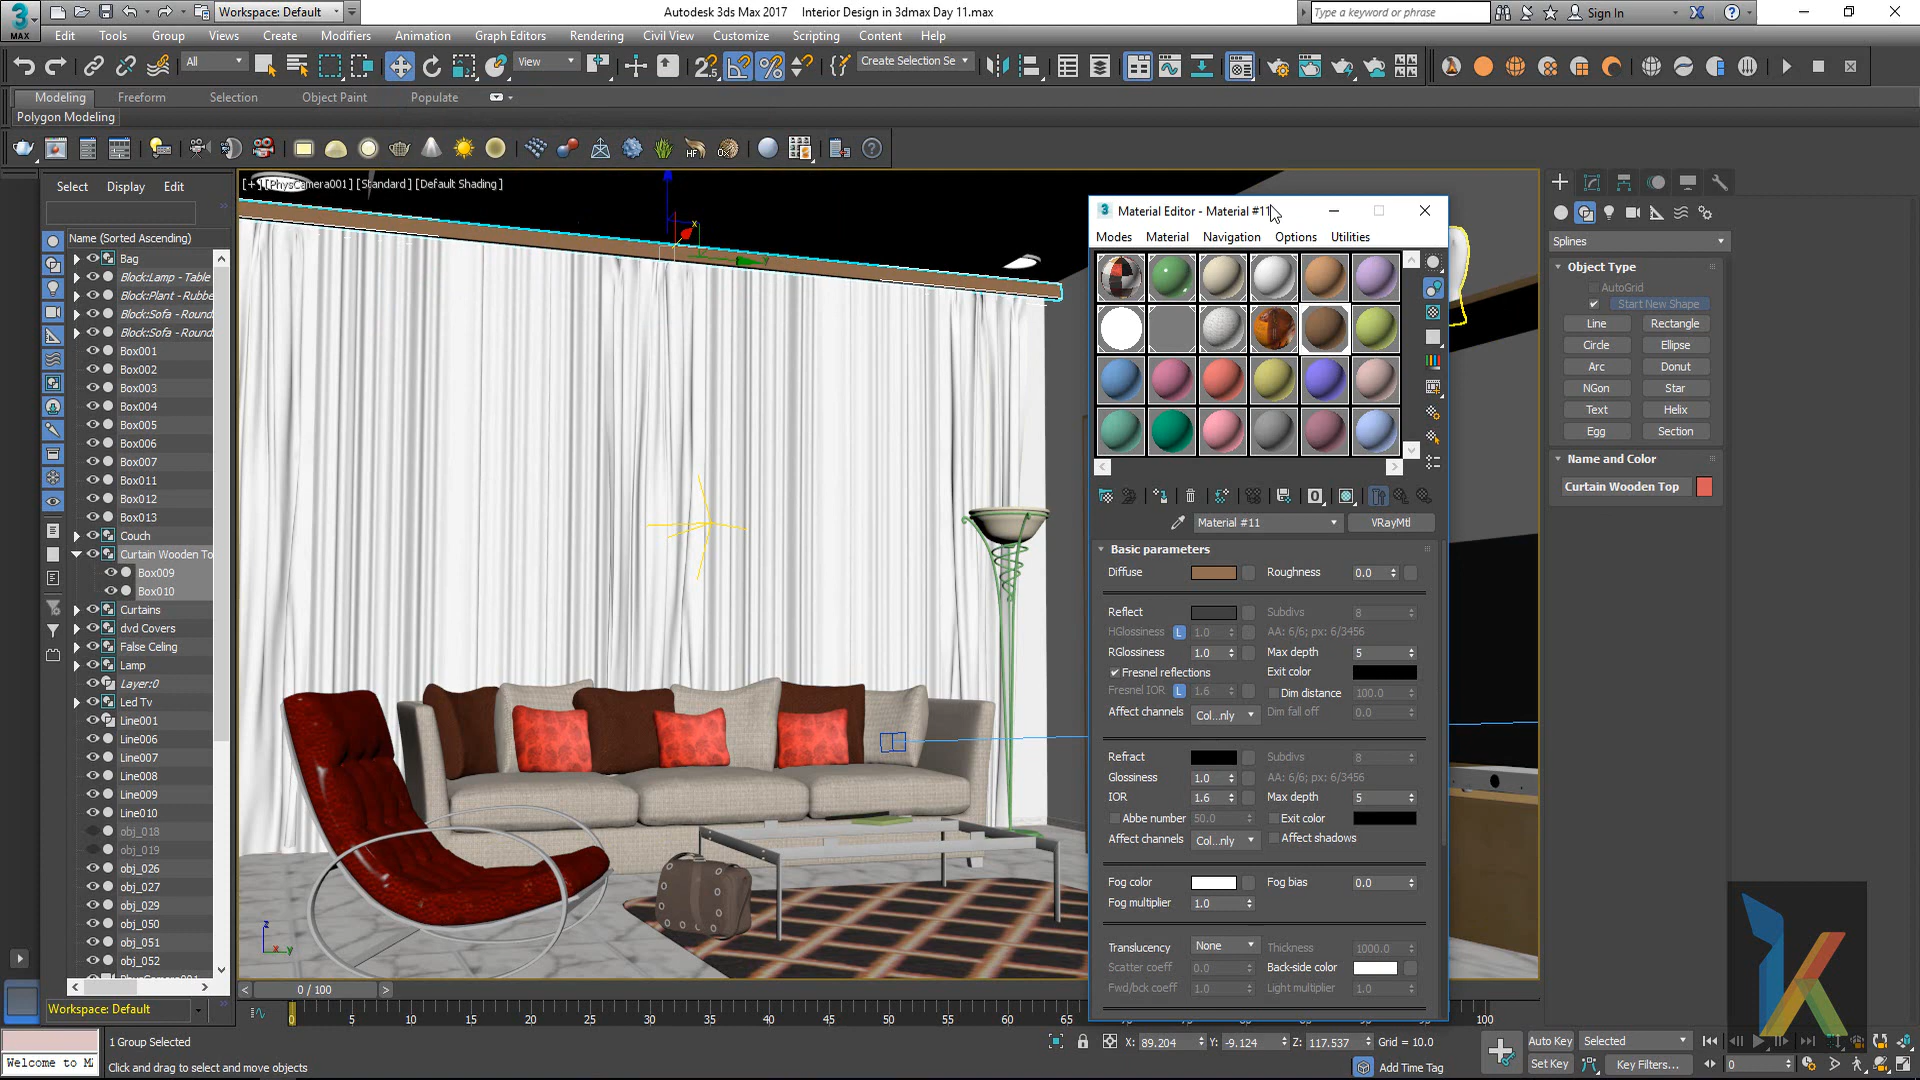 Workspace: Default
Autodesk 3ds Max 2017 Interior Design in 3dmax Day 11.max
Type a keyword or phrase
Sign In
MAX
Edit Tools Group Views Create Modifiers Animation Graph Editors Rendering Civil View Customize Scripting Content Help
All View Create Selection Se
Modeling Freeform Selection Object Paint Populate
Polygon Modeling
Select Display Edit
Name (Sorted Ascending)
Bag
Block:Lamp - Table
Block:Plant - Rubbe
Block:Sofa - Round
Block:Sofa - Round
Box001
Box002
Box003
Box004
Box005
Box006
Box007
Box011
Box012
Box013
Couch
Curtain Wooden To
Box009
Box010
Curtains
dvd Covers
False Celing
Lamp
Layer:0
Led Tv
Line001
Line006
Line007
Line008
Line009
Line010
obj_018
obj_019
obj_026
obj_027
obj_029
obj_050
obj_051
obj_052
PhysCamera001
Workspace: Default
[+] [PhysCamera001] [Standard] [Default Shading]
Material Editor - Material #11
Modes Material Navigation Options Utilities
Material #11 VRayMtl
Basic parameters
Diffuse Roughness 0.0
Reflect Subdivs 8
HGlossiness L 1.0 AA: 6/6; px: 6/3456
RGlossiness 1.0 Max depth 5
Fresnel reflections Exit color
Fresnel IOR L 1.6 Dim distance 100.0
Affect channels Col...nly Dim fall off 0.0
Refract Subdivs 8
Glossiness 1.0 AA: 6/6; px: 6/3456
IOR 1.6 Max depth 5
Abbe number 50.0 Exit color
Affect channels Col...nly Affect shadows
Fog color Fog bias 0.0
Fog multiplier 1.0
Translucency None Thickness 1000.0
Scatter coeff 0.0 Back-side color
Fwd/bck coeff 1.0 Light multiplier 1.0
Splines
Object Type
AutoGrid
Start New Shape
Line Rectangle
Circle Ellipse
Arc Donut
NGon Star
Text Helix
Egg Section
Name and Color
Curtain Wooden Top
0 / 100
0 5 10 15 20 25 30 35 40 45 50 55 60 65 100
1 Group Selected
X: 89.204 Y: -9.124 Z: 117.537 Grid = 10.0
Auto Key Selected
Welcome to M
Click and drag to select and move objects
Add Time Tag
Set Key Key Filters... 0